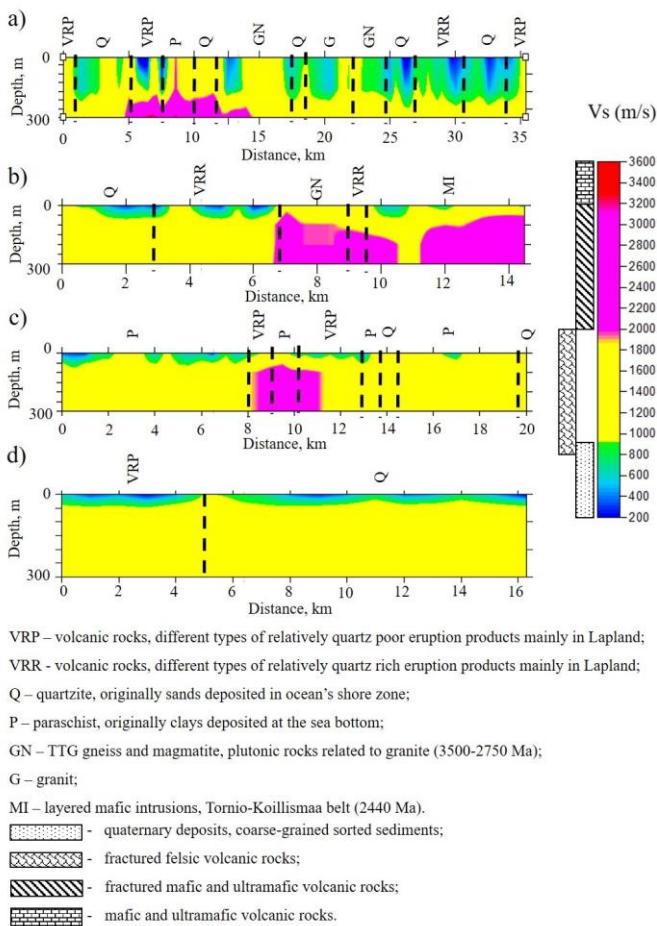 a)
VRP Q VRP P Q GN Q G GN Q VRR Q VRP
Depth, m
0
300
0 5 10 15 20 25 30 35
Distance, km
b)
Q VRR GN VRR MI
Depth, m
0
300
0 2 4 6 8 10 12 14
Distance, km
c)
P VRP P VRP P Q P Q
Depth, m
0
300
0 2 4 6 8 10 12 14 16 18 20
Distance, km
d)
VRP Q
Depth, m
0
300
0 2 4 6 8 10 12 14 16
Distance, km
Vs (m/s)
3600
3400
3200
3000
2800
2600
2400
2200
2000
1800
1600
1400
1200
1000
800
600
400
200
VRP – volcanic rocks, different types of relatively quartz poor eruption products mainly in Lapland;
VRR - volcanic rocks, different types of relatively quartz rich eruption products mainly in Lapland;
Q – quartzite, originally sands deposited in ocean's shore zone;
P – paraschist, originally clays deposited at the sea bottom;
GN – TTG gneiss and magmatite, plutonic rocks related to granite (3500-2750 Ma);
G – granit;
MI – layered mafic intrusions, Tornio-Koillismaa belt (2440 Ma).
- quaternary deposits, coarse-grained sorted sediments;
- fractured felsic volcanic rocks;
- fractured mafic and ultramafic volcanic rocks;
- mafic and ultramafic volcanic rocks.